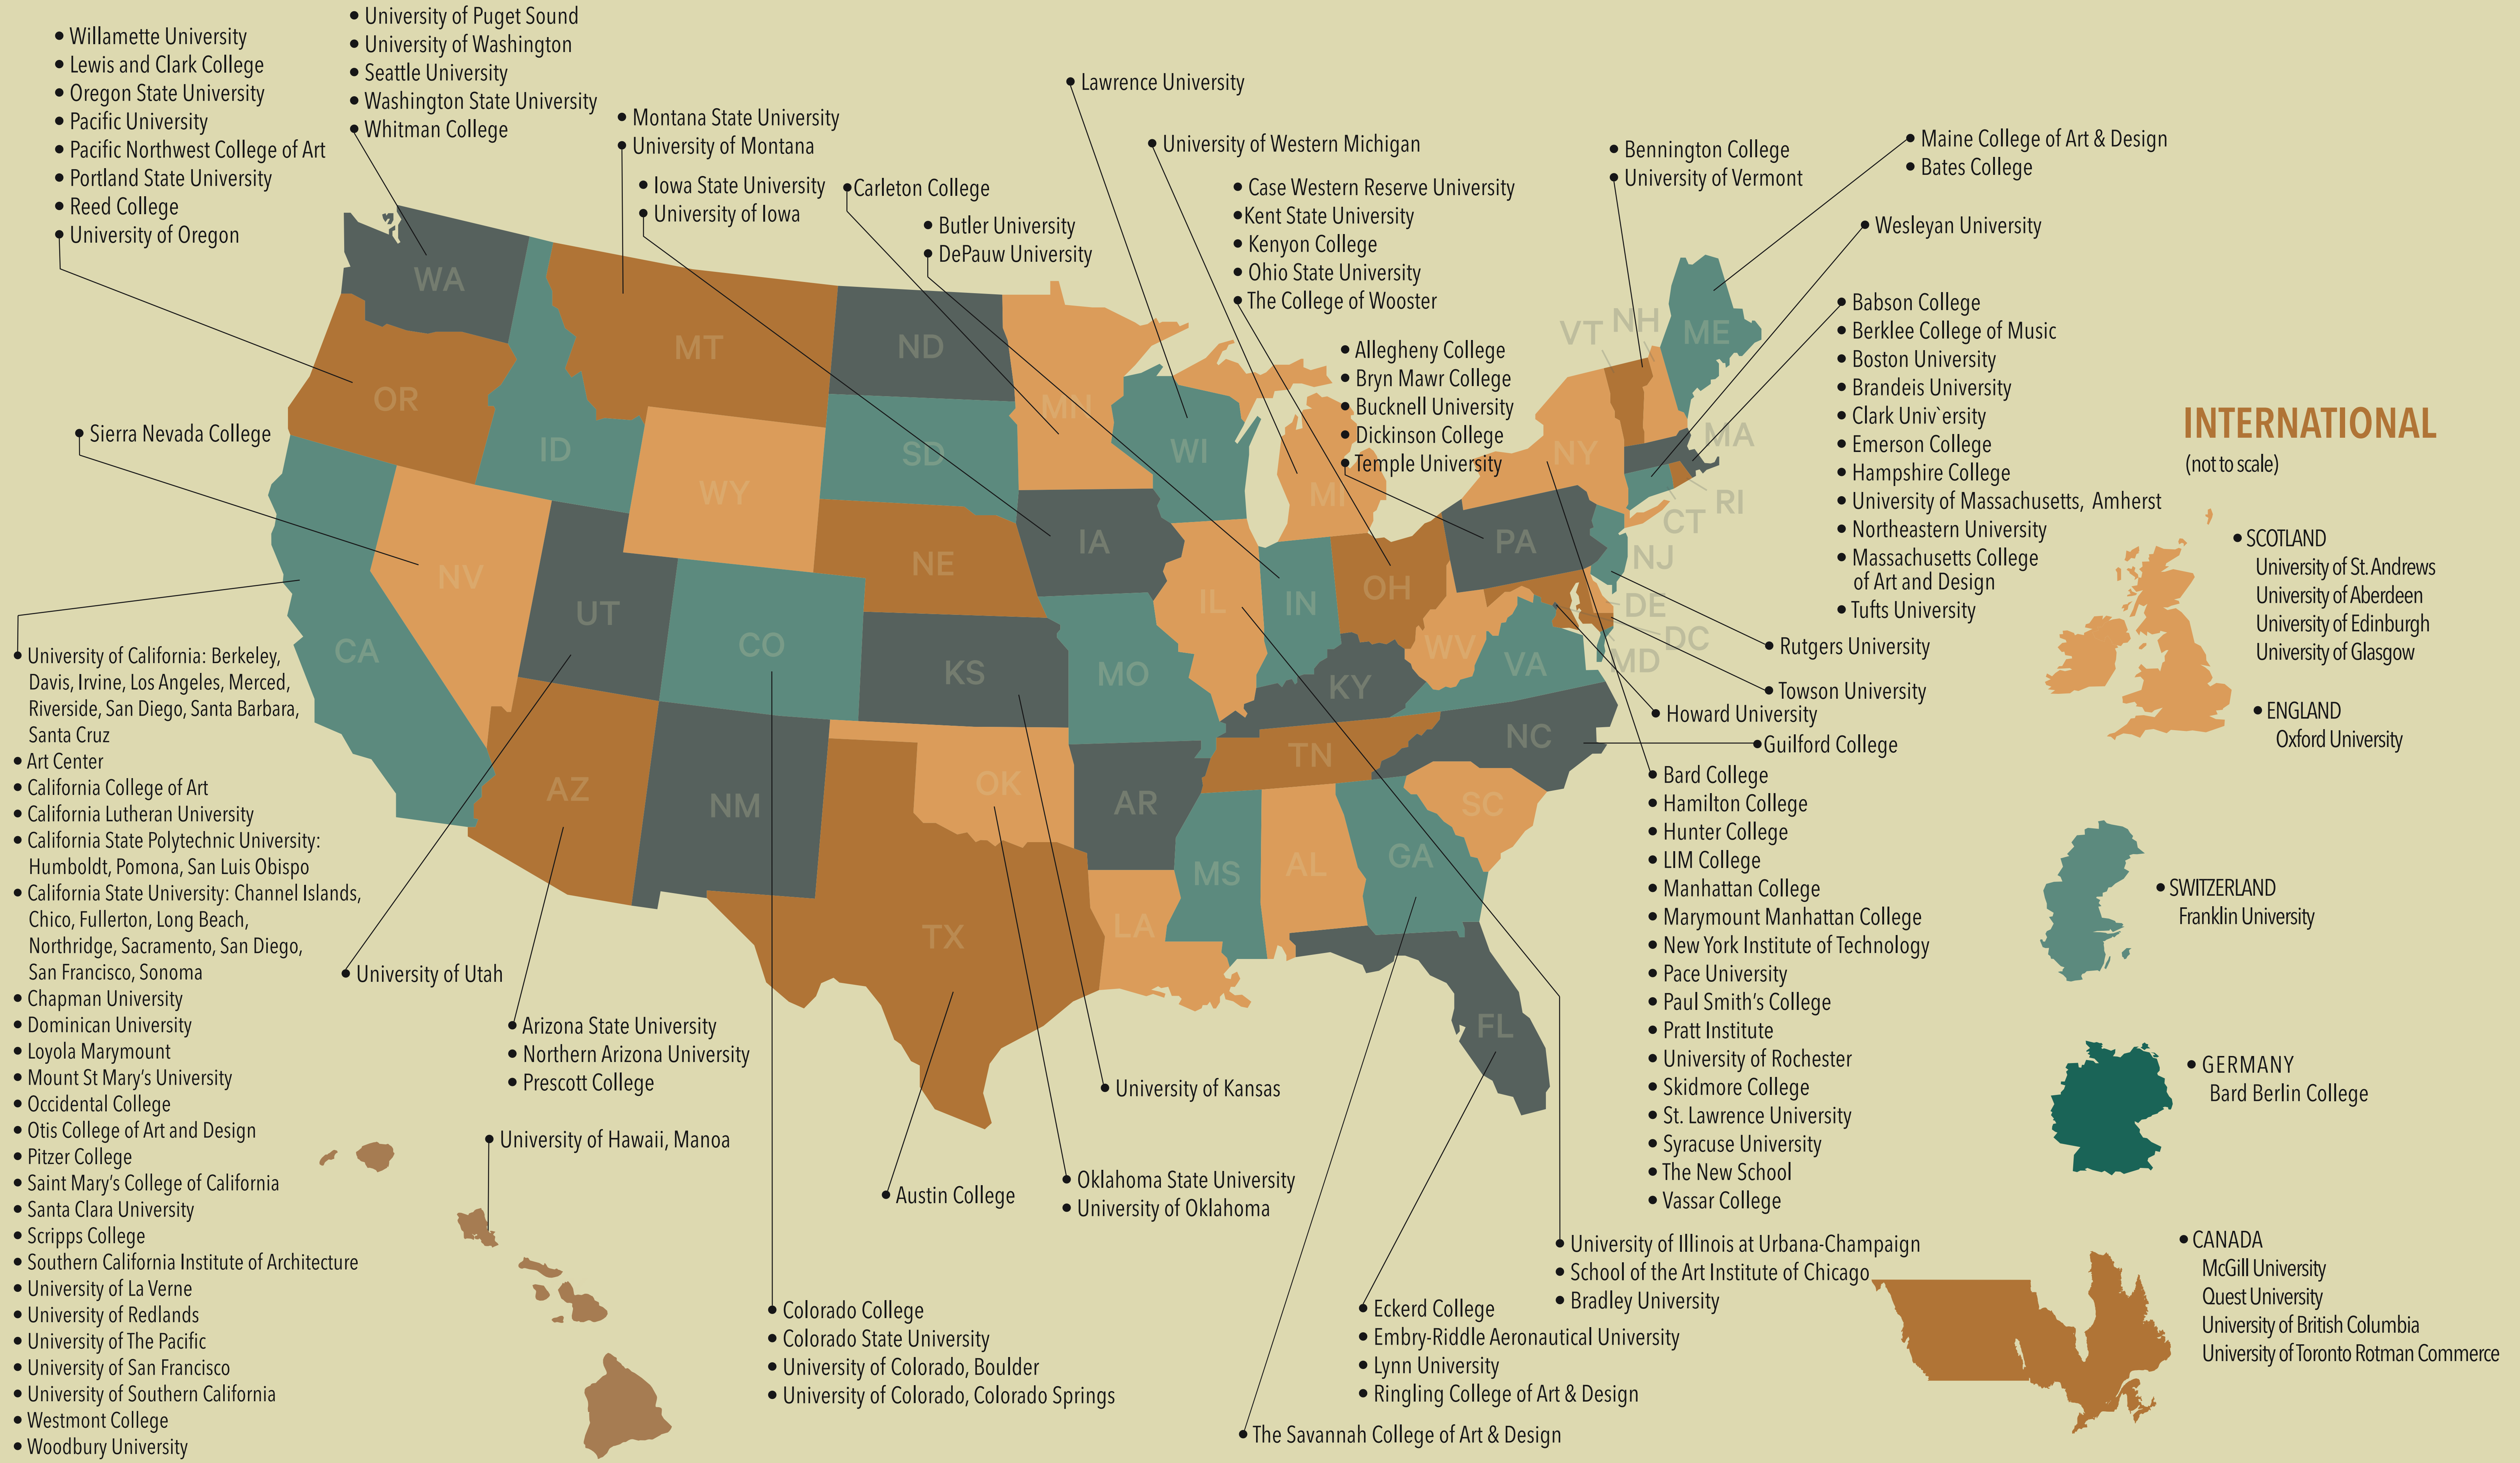 • Willamette University
• Lewis and Clark College
• Oregon State University
• Pacific University
• Pacific Northwest College of Art
• Portland State University
• Reed College
• University of Oregon
• University of Puget Sound
• University of Washington
• Seattle University
• Washington State University
• Whitman College
• Montana State University
• University of Montana
• Iowa State University
• University of Iowa
•Carleton College
• Butler University
• DePauw University
• Lawrence University
• University of Western Michigan
• Case Western Reserve University
•Kent State University
• Kenyon College
• Ohio State University
• The College of Wooster
• Allegheny College
• Bryn Mawr College
• Bucknell University
• Dickinson College
• Temple University
• Bennington College
• University of Vermont
• Maine College of Art & Design
• Bates College
• Wesleyan University
• Babson College
• Berklee College of Music
• Boston University
• Brandeis University
• Clark Univ`ersity
• Emerson College
• Hampshire College
• University of Massachusetts, Amherst
• Northeastern University
• Massachusetts College
of Art and Design
• Tufts University
• Rutgers University
• Towson University
• Howard University
•Guilford College
• Bard College
• Hamilton College
• Hunter College
• LIM College
• Manhattan College
• Marymount Manhattan College
• New York Institute of Technology
• Pace University
• Paul Smith's College
• Pratt Institute
• University of Rochester
• Skidmore College
• St. Lawrence University
• Syracuse University
• The New School
• Vassar College
• University of Illinois at Urbana-Champaign
• School of the Art Institute of Chicago
• Bradley University
• Eckerd College
• Embry-Riddle Aeronautical University
• Lynn University
• Ringling College of Art & Design
• The Savannah College of Art & Design
• Oklahoma State University
• University of Oklahoma
• University of Kansas
• Austin College
• Colorado College
• Colorado State University
• University of Colorado, Boulder
• University of Colorado, Colorado Springs
• University of Hawaii, Manoa
• Arizona State University
• Northern Arizona University
• Prescott College
• University of Utah
• Sierra Nevada College
• University of California: Berkeley,
Davis, Irvine, Los Angeles, Merced,
Riverside, San Diego, Santa Barbara,
Santa Cruz
• Art Center
• California College of Art
• California Lutheran University
• California State Polytechnic University:
Humboldt, Pomona, San Luis Obispo
• California State University: Channel Islands,
Chico, Fullerton, Long Beach,
Northridge, Sacramento, San Diego,
San Francisco, Sonoma
• Chapman University
• Dominican University
• Loyola Marymount
• Mount St Mary's University
• Occidental College
• Otis College of Art and Design
• Pitzer College
• Saint Mary's College of California
• Santa Clara University
• Scripps College
• Southern California Institute of Architecture
• University of La Verne
• University of Redlands
• University of The Pacific
• University of San Francisco
• University of Southern California
• Westmont College
• Woodbury University
WA
OR
CA
NV
ID
MT
WY
UT
AZ
CO
NM
ND
SD
NE
KS
OK
TX
MN
IA
MO
AR
LA
WI
IL
MI
IN
OH
KY
TN
MS
AL
GA
FL
SC
NC
VA
WV
PA
NY
VT
NH
ME
MA
RI
CT
NJ
DE
DC
MD
INTERNATIONAL
(not to scale)
• SCOTLAND
University of St. Andrews
University of Aberdeen
University of Edinburgh
University of Glasgow
• ENGLAND
Oxford University
• SWITZERLAND
Franklin University
• GERMANY
Bard Berlin College
• CANADA
McGill University
Quest University
University of British Columbia
University of Toronto Rotman Commerce